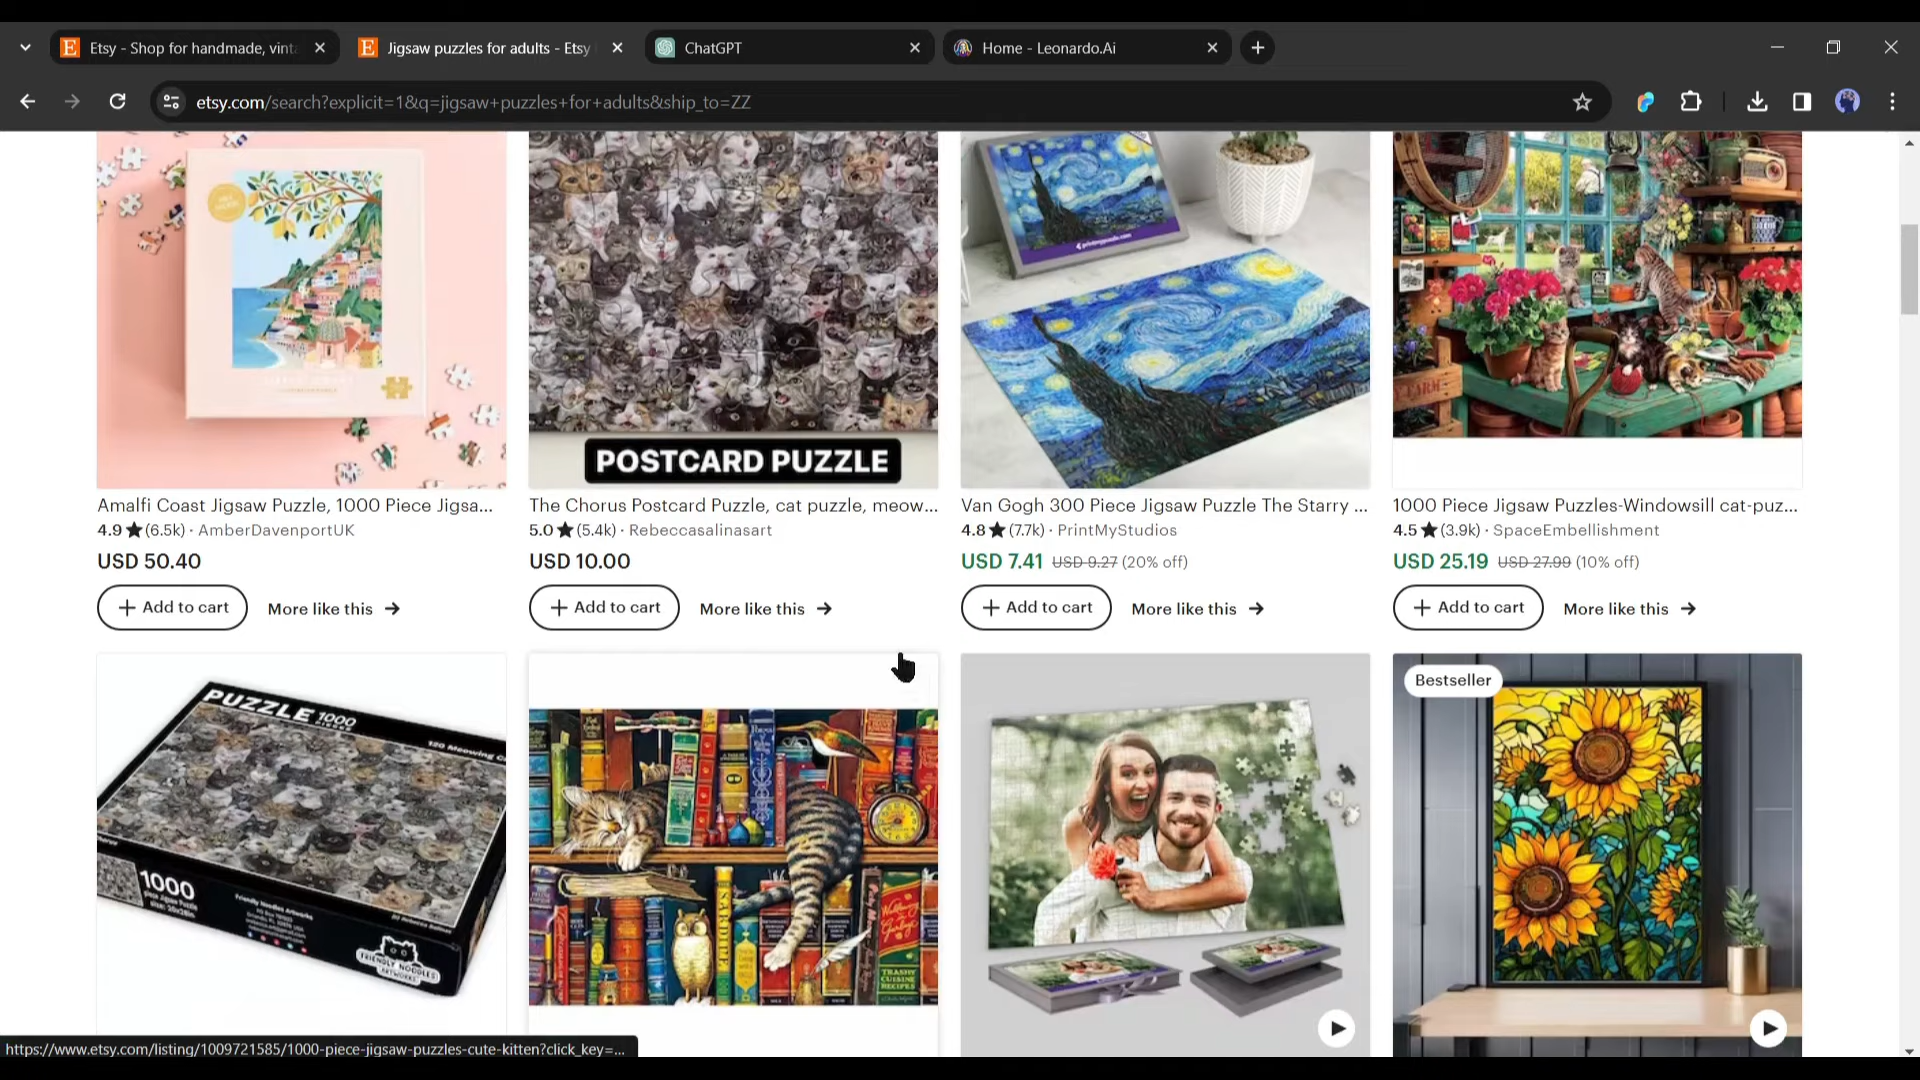 Etsy - Shop for handmade, vint
Jigsaw puzzles for adults - Etsy
ChatGPT
Home - Leonardo.Ai
etsy.com/search?explicit=1&q=jigsaw+puzzles+for+adults&ship_to=ZZ
POSTCARD PUZZLE
Amalfi Coast Jigsaw Puzzle, 1000 Piece Jigsa...
4.9 ★ (6.5k) · AmberDavenportUK
USD 50.40
+ Add to cart
More like this →
The Chorus Postcard Puzzle, cat puzzle, meow...
5.0 ★ (5.4k) · Rebeccasalinasart
USD 10.00
+ Add to cart
More like this →
Van Gogh 300 Piece Jigsaw Puzzle The Starry ...
4.8 ★ (7.7k) · PrintMyStudios
USD 7.41 USD 9.27 (20% off)
+ Add to cart
More like this →
1000 Piece Jigsaw Puzzles-Windowsill cat-puz...
4.5 ★ (3.9k) · SpaceEmbellishment
USD 25.19 USD 27.99 (10% off)
+ Add to cart
More like this →
PUZZLE 1000
1000
FRIENDLY NOODLES
ARTWORKS
TRASHY
CUISINE
RECIPES
Bestseller
https://www.etsy.com/listing/1009721585/1000-piece-jigsaw-puzzles-cute-kitten?click_key=...